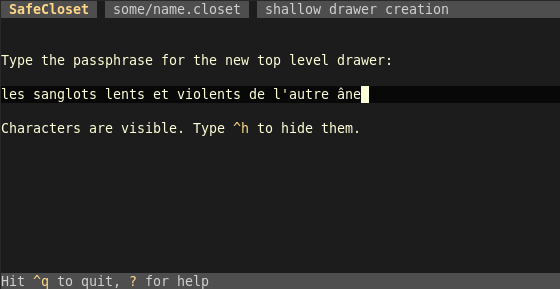 SafeCloset some/name.closet shallow drawer creation
Type the passphrase for the new top level drawer:
les sanglots lents et violents de l'autre âne
Characters are visible. Type ^h to hide them.
Hit ^q to quit, ? for help